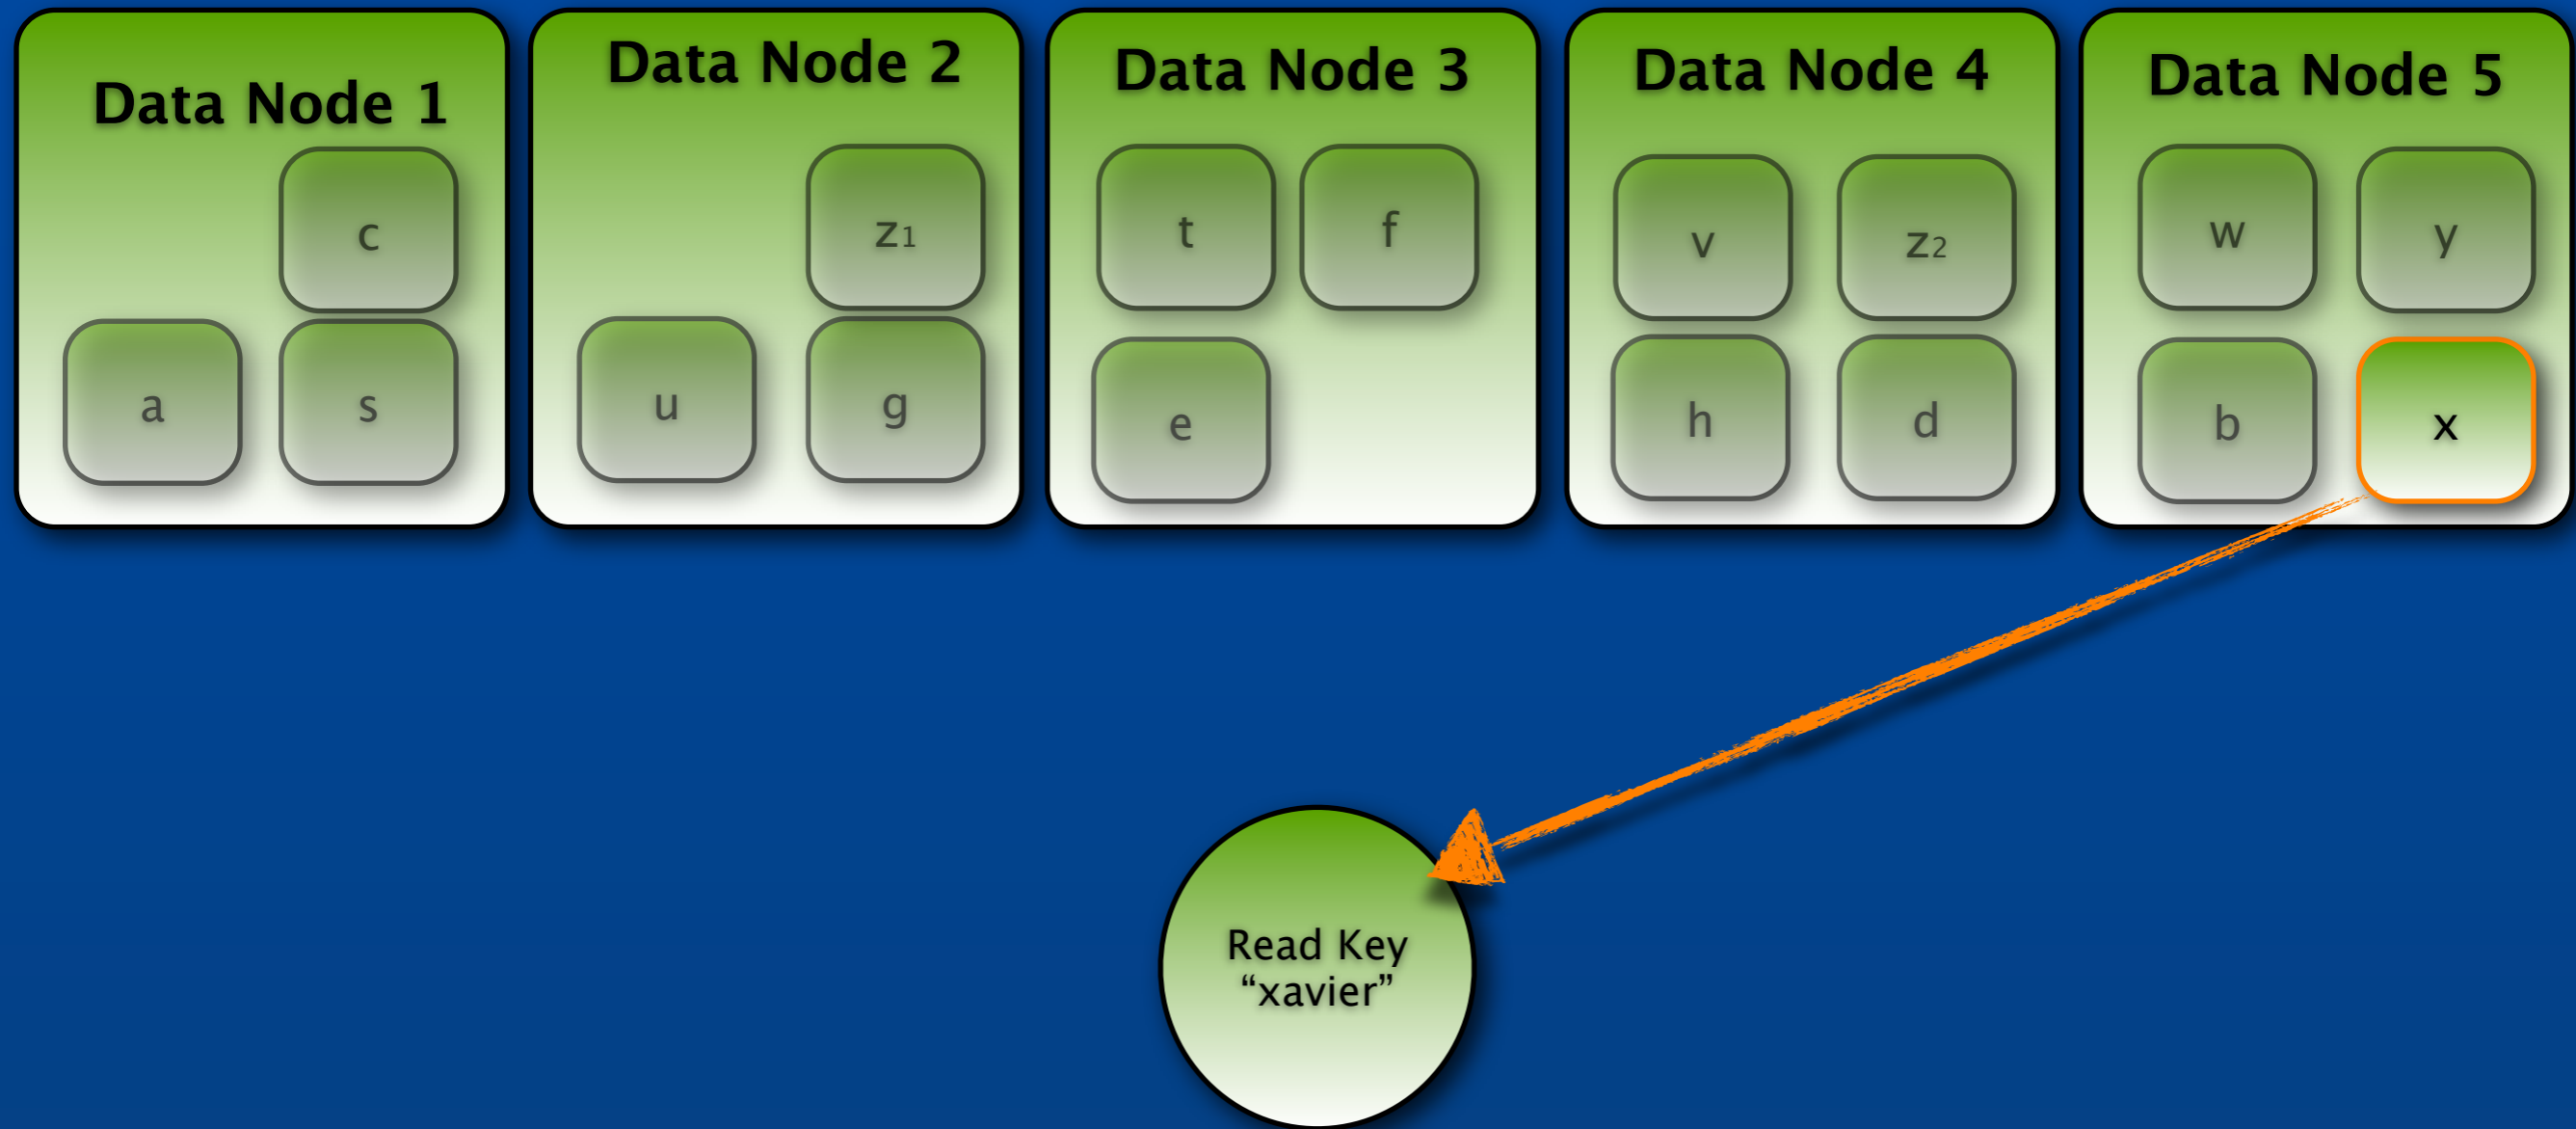 Data Node 1
Data Node 2
Data Node 3
Data Node 4
Data Node 5
c
a
s
z1
u
g
t
f
e
v
z2
h
d
w
y
b
x
Read Key
“xavier”